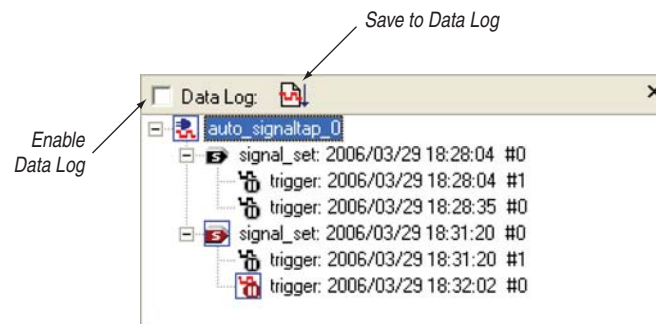 Save to Data Log
Data Log:
Enable
Data Log
auto_signaltap_0
signal_set: 2006/03/29 18:28:04 #0
trigger: 2006/03/29 18:28:04 #1
trigger: 2006/03/29 18:28:35 #0
signal_set: 2006/03/29 18:31:20 #0
trigger: 2006/03/29 18:31:20 #1
trigger: 2006/03/29 18:32:02 #0